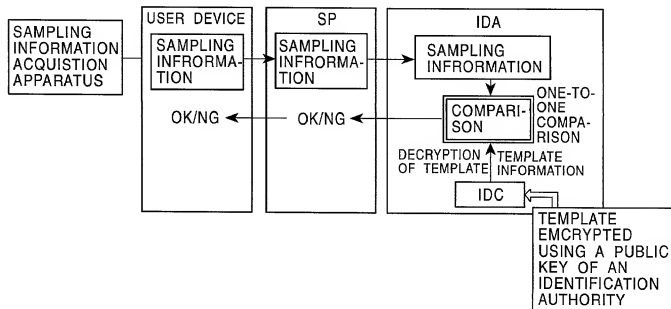 SAMPLING
INFORMATION
ACQUISTION
APPARATUS
USER DEVICE
SAMPLING
INFRORMA-
TION
OK/NG
SP
SAMPLING
INFRORMA-
TION
OK/NG
IDA
SAMPLING
INFRORMATION
COMPARI-
SON
ONE-TO-
ONE
COMPA-
RISON
DECRYPTION
OF TEMPLATE
TEMPLATE
INFORMATION
IDC
TEMPLATE
EMCRYPTED
USING A PUBLIC
KEY OF AN
IDENTIFICATION
AUTHORITY